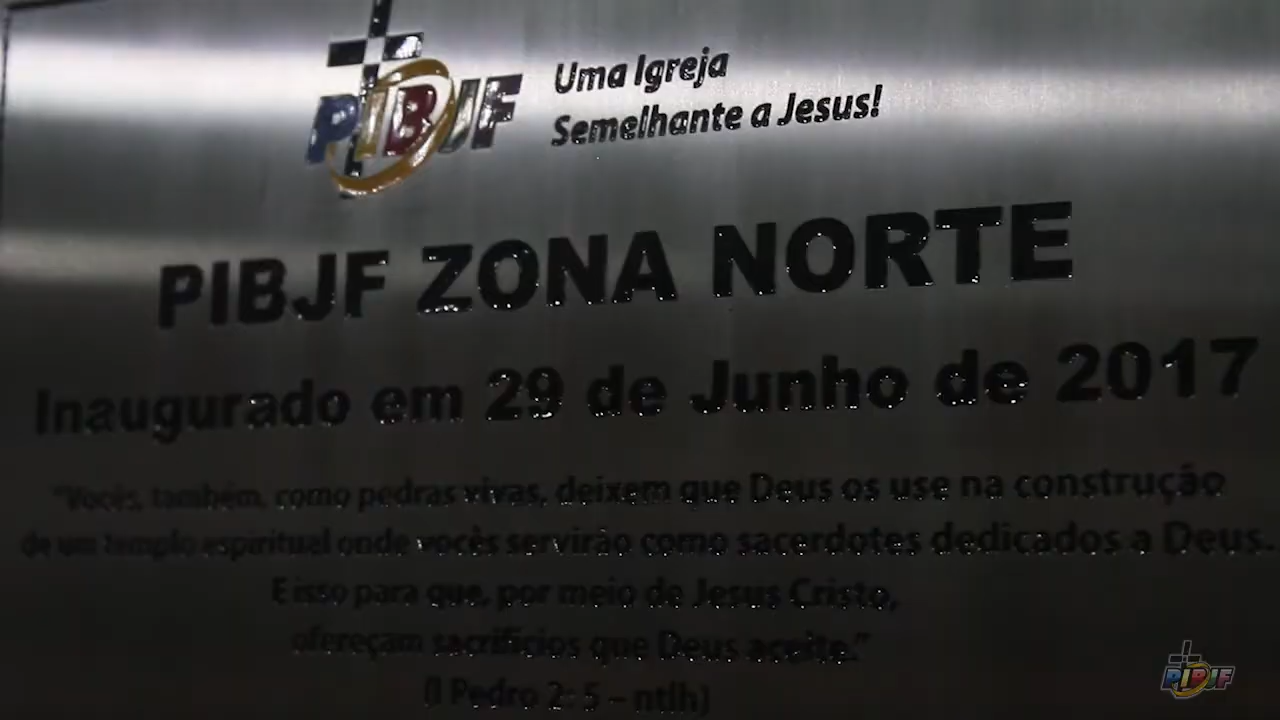 PIBJF
Uma Igreja
Semelhante a Jesus!
PIBJF ZONA NORTE
Inaugurado em 29 de Junho de 2017
"Vocês, também, como pedras vivas, deixem que Deus os use na construção
de um templo espiritual onde vocês servirão como sacerdotes dedicados a Deus.
E isso para que, por meio de Jesus Cristo,
ofereçam sacrifícios que Deus aceite."
(I Pedro 2: 5 – ntlh)
PIBJF